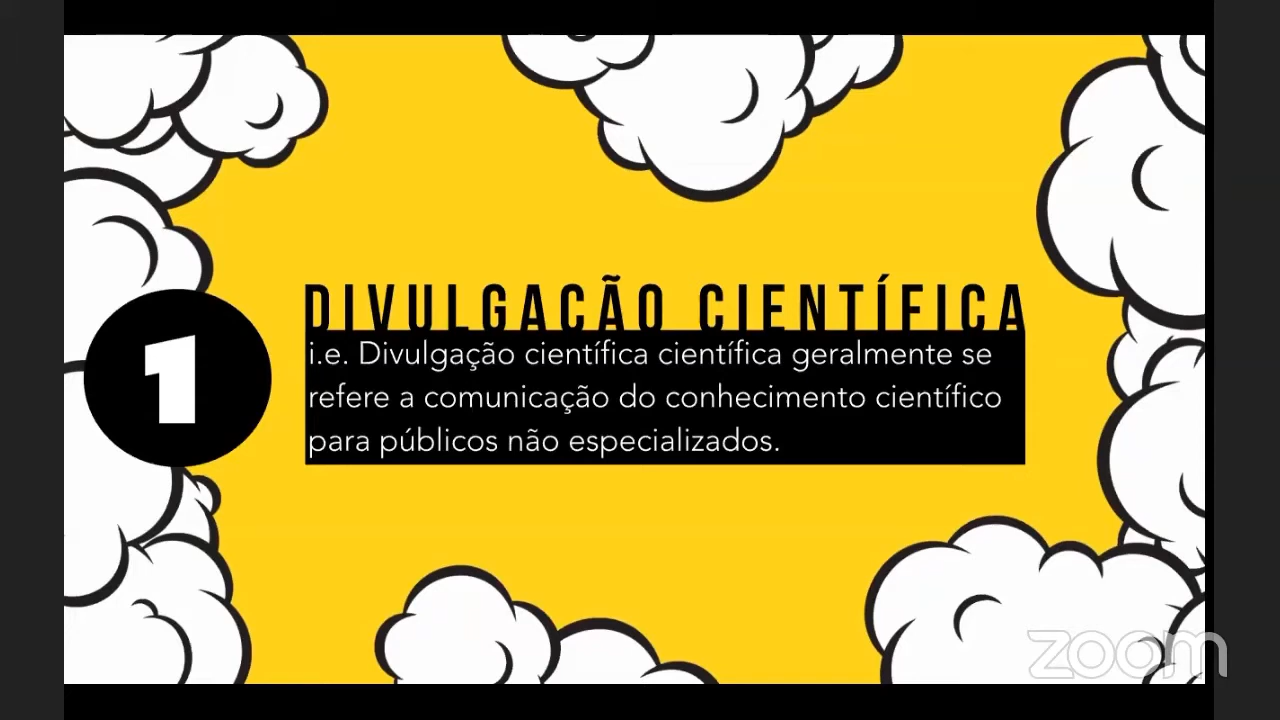 DIVULGAÇÃO CIENTÍFICA
1
i.e. Divulgação científica científica geralmente se
refere a comunicação do conhecimento científico
para públicos não especializados.
zoom